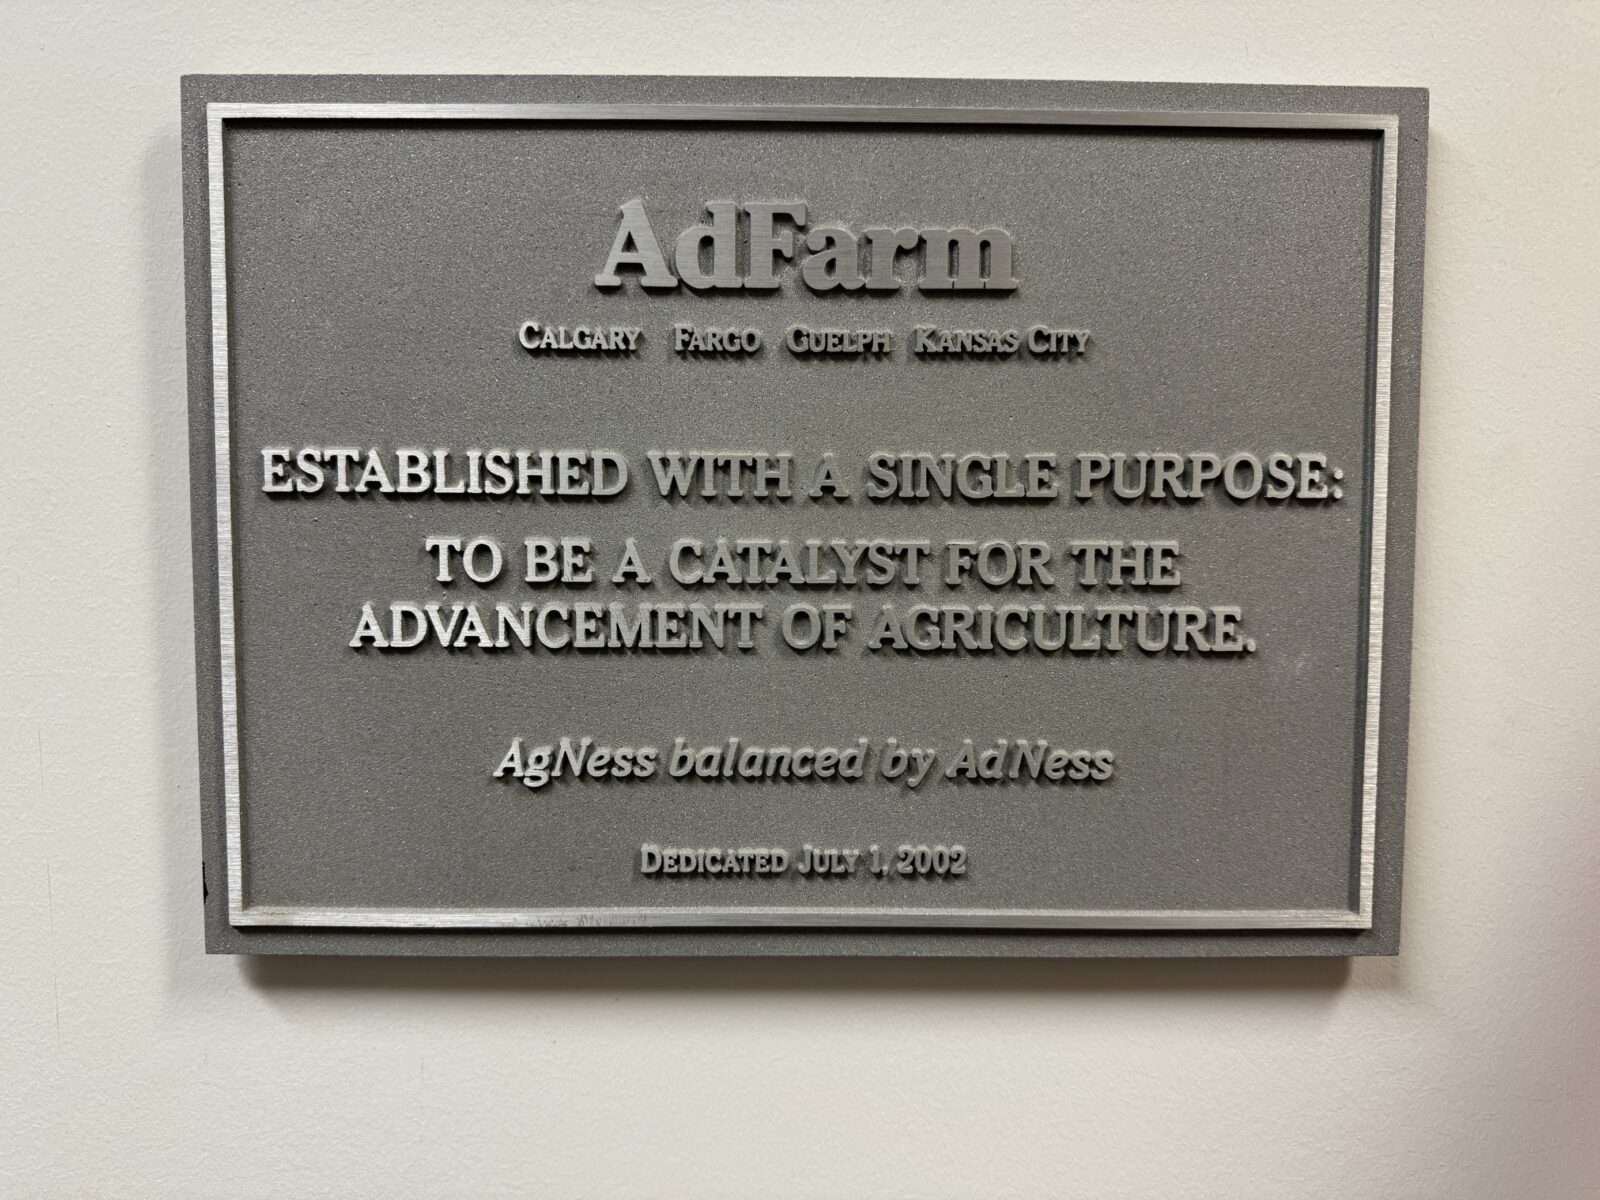 AdFarm
Calgary Fargo Guelph Kansas City
ESTABLISHED WITH A SINGLE PURPOSE:
TO BE A CATALYST FOR THE
ADVANCEMENT OF AGRICULTURE.
AgNess balanced by AdNess
Dedicated July 1, 2002